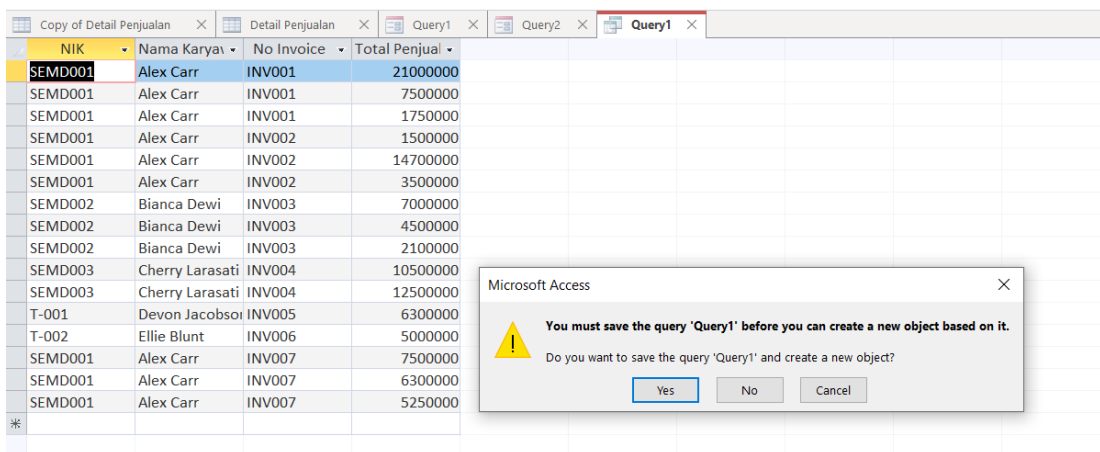 Copy of Detail Penjualan Detail Penjualan Query1 Query2 Query1
NIK Nama Karyav No Invoice Total Penjual
SEMD001 Alex Carr INV001 21000000
SEMD001 Alex Carr INV001 7500000
SEMD001 Alex Carr INV001 1750000
SEMD001 Alex Carr INV002 1500000
SEMD001 Alex Carr INV002 14700000
SEMD001 Alex Carr INV002 3500000
SEMD002 Bianca Dewi INV003 7000000
SEMD002 Bianca Dewi INV003 4500000
SEMD002 Bianca Dewi INV003 2100000
SEMD003 Cherry Larasati INV004 10500000
SEMD003 Cherry Larasati INV004 12500000
T-001 Devon Jacobsor INV005 6300000
T-002 Ellie Blunt INV006 5000000
SEMD001 Alex Carr INV007 7500000
SEMD001 Alex Carr INV007 6300000
SEMD001 Alex Carr INV007 5250000
Microsoft Access
You must save the query 'Query1' before you can create a new object based on it.
Do you want to save the query 'Query1' and create a new object?
Yes No Cancel